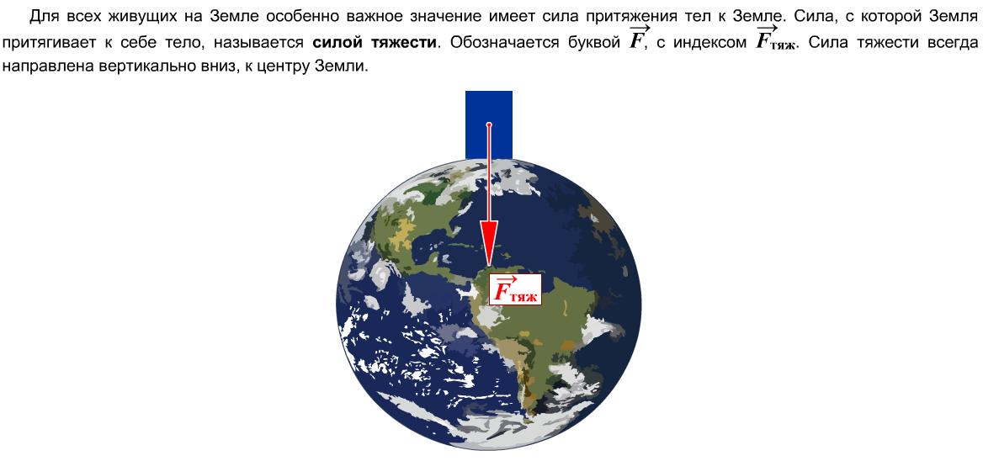 Для всех живущих на Земле особенно важное значение имеет сила притяжения тел к Земле. Сила, с которой Земля
притягивает к себе тело, называется силой тяжести. Обозначается буквой F, с индексом Fтяж. Сила тяжести всегда
направлена вертикально вниз, к центру Земли.
Fтяж